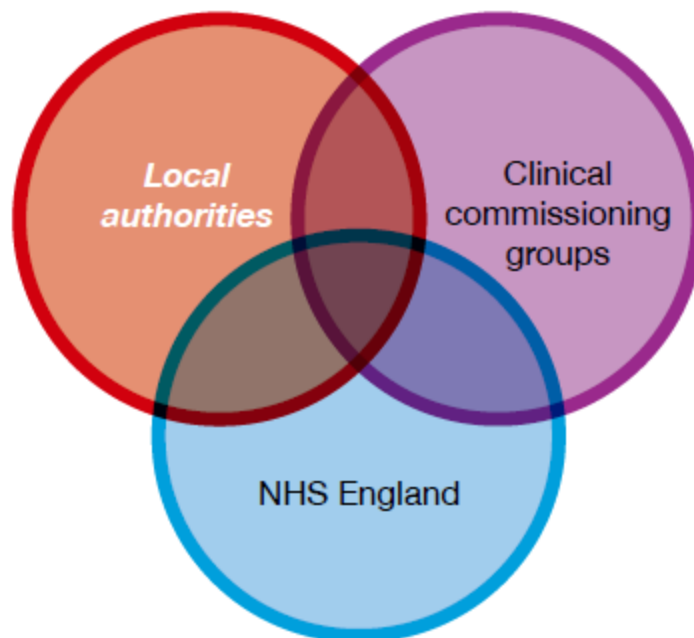 Local
authorities
Clinical
commissioning
groups
NHS England